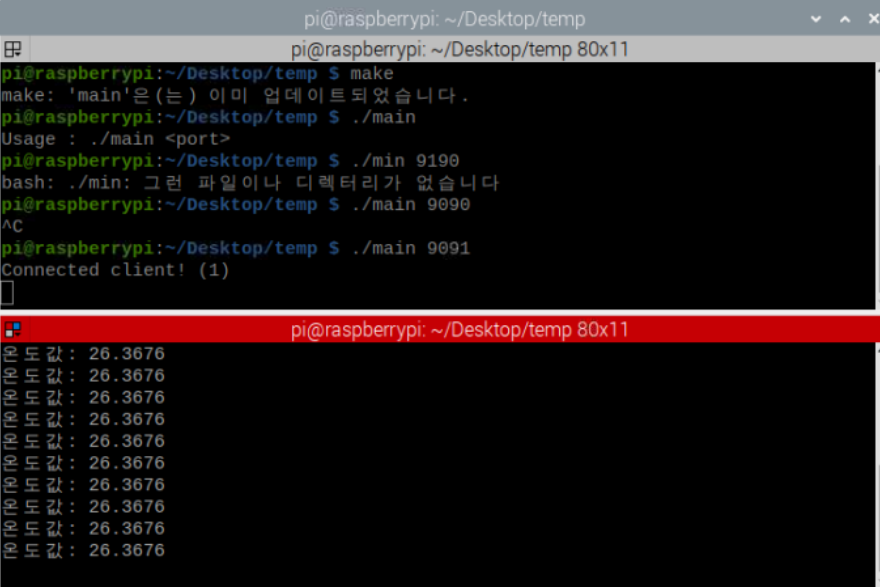 pi@raspberrypi: ~/Desktop/temp
pi@raspberrypi: ~/Desktop/temp 80x11
pi@raspberrypi:~/Desktop/temp $ make
make: 'main'은(는) 이미 업데이트되었습니다.
pi@raspberrypi:~/Desktop/temp $ ./main
Usage : ./main <port>
pi@raspberrypi:~/Desktop/temp $ ./min 9190
bash: ./min: 그런 파일이나 디렉터리가 없습니다
pi@raspberrypi:~/Desktop/temp $ ./main 9090
^C
pi@raspberrypi:~/Desktop/temp $ ./main 9091
Connected client! (1)
pi@raspberrypi: ~/Desktop/temp 80x11
온도값: 26.3676
온도값: 26.3676
온도값: 26.3676
온도값: 26.3676
온도값: 26.3676
온도값: 26.3676
온도값: 26.3676
온도값: 26.3676
온도값: 26.3676
온도값: 26.3676